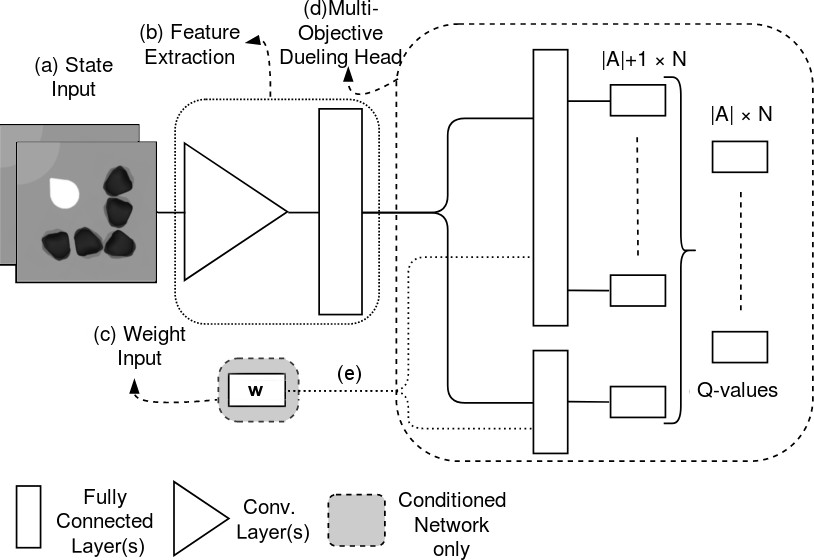 (a) State
Input
(b) Feature
Extraction
(d)Multi-
Objective
Dueling Head
|A|+1 × N
|A| × N
Q-values
(c) Weight
Input
w
(e)
Fully
Connected
Layer(s)
Conv.
Layer(s)
Conditioned
Network
only